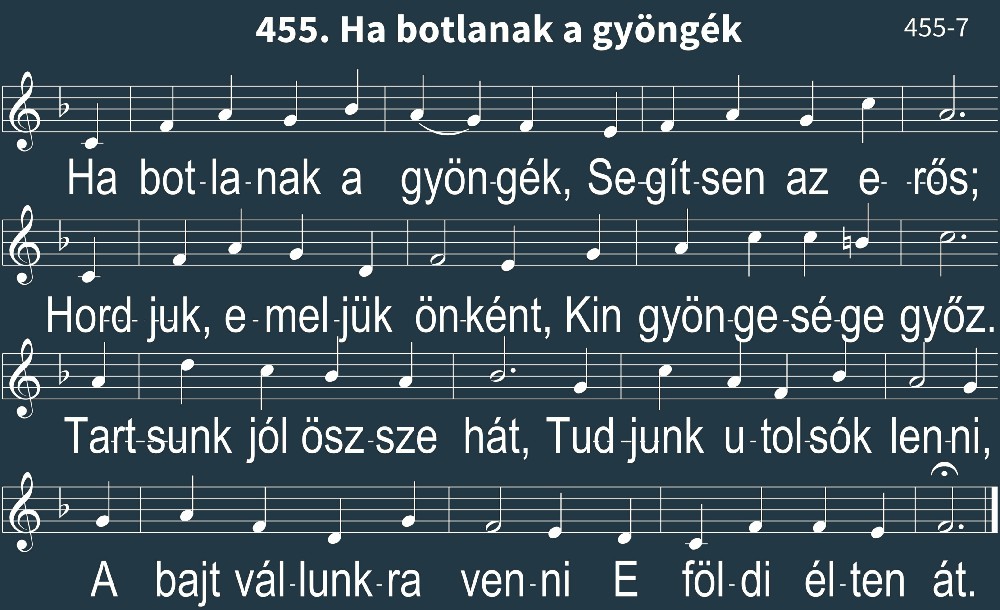 455. Ha botlanak a gyöngék
455-7
Ha bot-la-nak a gyön-gék, Se-gít-sen az e--rős;
Hord-juk, e-mel-jük ön-ként, Kin gyön-ge-sé-ge győz.
Tart-sunk jól ösz-sze hát, Tud-junk u-tol-sók len-ni,
A bajt vál-lunk-ra ven-ni E föl-di él-ten át.